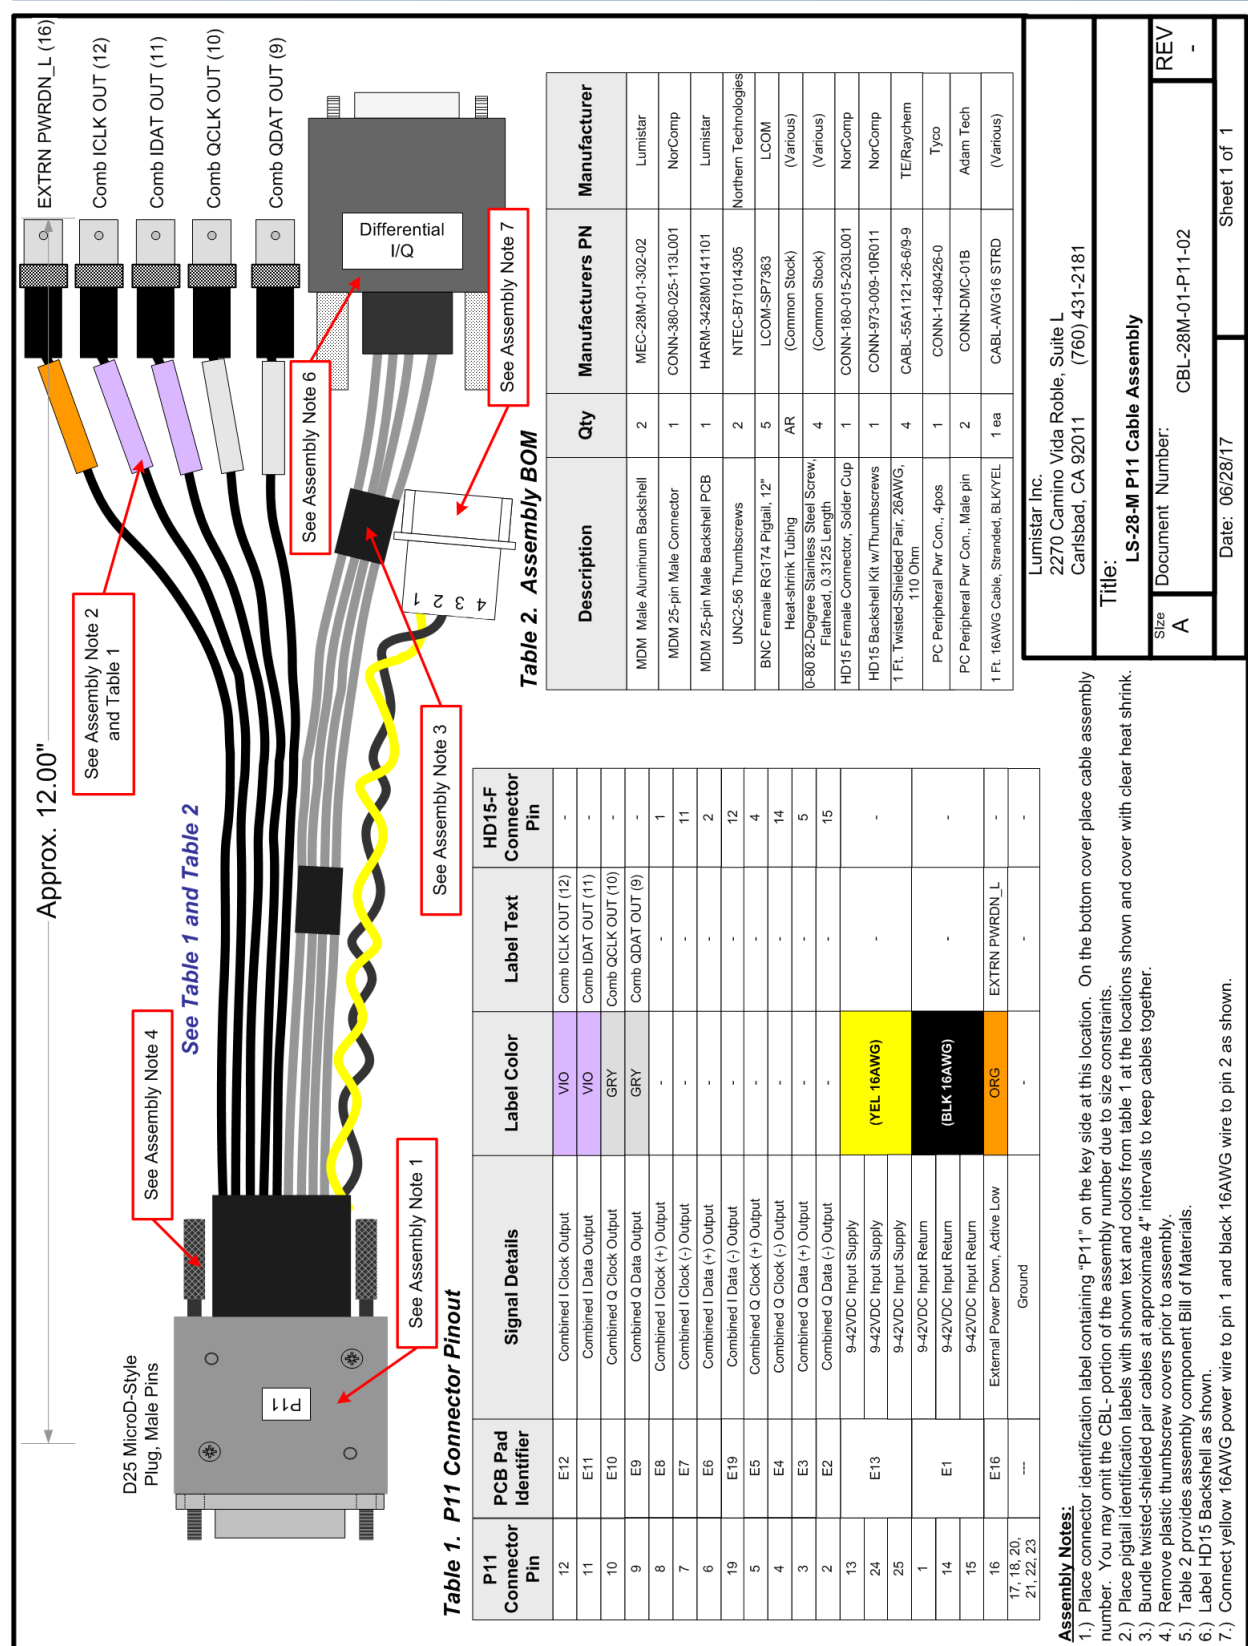 Approx. 12.00"
EXTRN PWRDN_L (16)
Comb ICLK OUT (12)
Comb IDAT OUT (11)
Comb QCLK OUT (10)
Comb QDAT OUT (9)
D25 MicroD-Style
Plug, Male Pins
P11
See Assembly Note 4
See Assembly Note 1
See Table 1 and Table 2
See Assembly Note 2
and Table 1
See Assembly Note 3
See Assembly Note 6
See Assembly Note 7
Differential
I/Q
1
2
3
4
Table 1. P11 Connector Pinout
P11 Connector Pin PCB Pad Identifier Signal Details Label Color Label Text HD15-F Connector Pin
12 E12 Combined I Clock Output VIO Comb ICLK OUT (12) -
11 E11 Combined I Data Output VIO Comb IDAT OUT (11) -
10 E10 Combined Q Clock Output GRY Comb QCLK OUT (10) -
9 E9 Combined Q Data Output GRY Comb QDAT OUT (9) -
8 E8 Combined I Clock (+) Output - - 1
7 E7 Combined I Clock (-) Output - - 11
6 E6 Combined I Data (+) Output - - 2
19 E19 Combined I Data (-) Output - - 12
5 E5 Combined Q Clock (+) Output - - 4
4 E4 Combined Q Clock (-) Output - - 14
3 E3 Combined Q Data (+) Output - - 5
2 E2 Combined Q Data (-) Output - - 15
13 9-42VDC Input Supply
24 E13 9-42VDC Input Supply (YEL 16AWG) - -
25 9-42VDC Input Supply
1 9-42VDC Input Return
14 E1 9-42VDC Input Return (BLK 16AWG) - -
15 9-42VDC Input Return
16 E16 External Power Down, Active Low ORG EXTRN PWRDN_L -
17, 18, 20, 21, 22, 23 --- Ground - - -
Table 2. Assembly BOM
Description Qty Manufacturers PN Manufacturer
MDM Male Aluminum Backshell 2 MEC-28M-01-302-02 Lumistar
MDM 25-pin Male Connector 1 CONN-380-025-113L001 NorComp
MDM 25-pin Male Backshell PCB 1 HARM-3428M0141101 Lumistar
UNC2-56 Thumbscrews 2 NTEC-B71014305 Northern Technologies
BNC Female RG174 Pigtail, 12" 5 LCOM-SP7363 LCOM
Heat-shrink Tubing AR (Common Stock) (Various)
0-80 82-Degree Stainless Steel Screw, Flathead, 0.3125 Length 4 (Common Stock) (Various)
HD15 Female Connector, Solder Cup 1 CONN-180-015-203L001 NorComp
HD15 Backshell Kit w/Thumbscrews 1 CONN-973-009-10R011 NorComp
1 Ft. Twisted-Shielded Pair, 26AWG, 110 Ohm 4 CABL-55A1121-26-6/9-9 TE/Raychem
PC Peripheral Pwr Con., 4pos 1 CONN-1-480426-0 Tyco
PC Peripheral Pwr Con., Male pin 2 CONN-DMC-01B Adam Tech
1 Ft. 16AWG Cable, Stranded, BLK/YEL 1 ea CABL-AWG16 STRD (Various)
Assembly Notes:
1.) Place connector identification label containing “P11” on the key side at this location. On the bottom cover place cable assembly
number. You may omit the CBL- portion of the assembly number due to size constraints.
2.) Place pigtail identification labels with shown text and colors from table 1 at the locations shown and cover with clear heat shrink.
3.) Bundle twisted-shielded pair cables at approximate 4" intervals to keep cables together.
4.) Remove plastic thumbscrew covers prior to assembly.
5.) Table 2 provides assembly component Bill of Materials.
6.) Label HD15 Backshell as shown.
7.) Connect yellow 16AWG power wire to pin 1 and black 16AWG wire to pin 2 as shown.
Lumistar Inc.
2270 Camino Vida Roble, Suite L
Carlsbad, CA 92011 (760) 431-2181
Title:
LS-28-M P11 Cable Assembly
Size
A
Document Number:
CBL-28M-01-P11-02
REV
-
Date: 06/28/17
Sheet 1 of 1